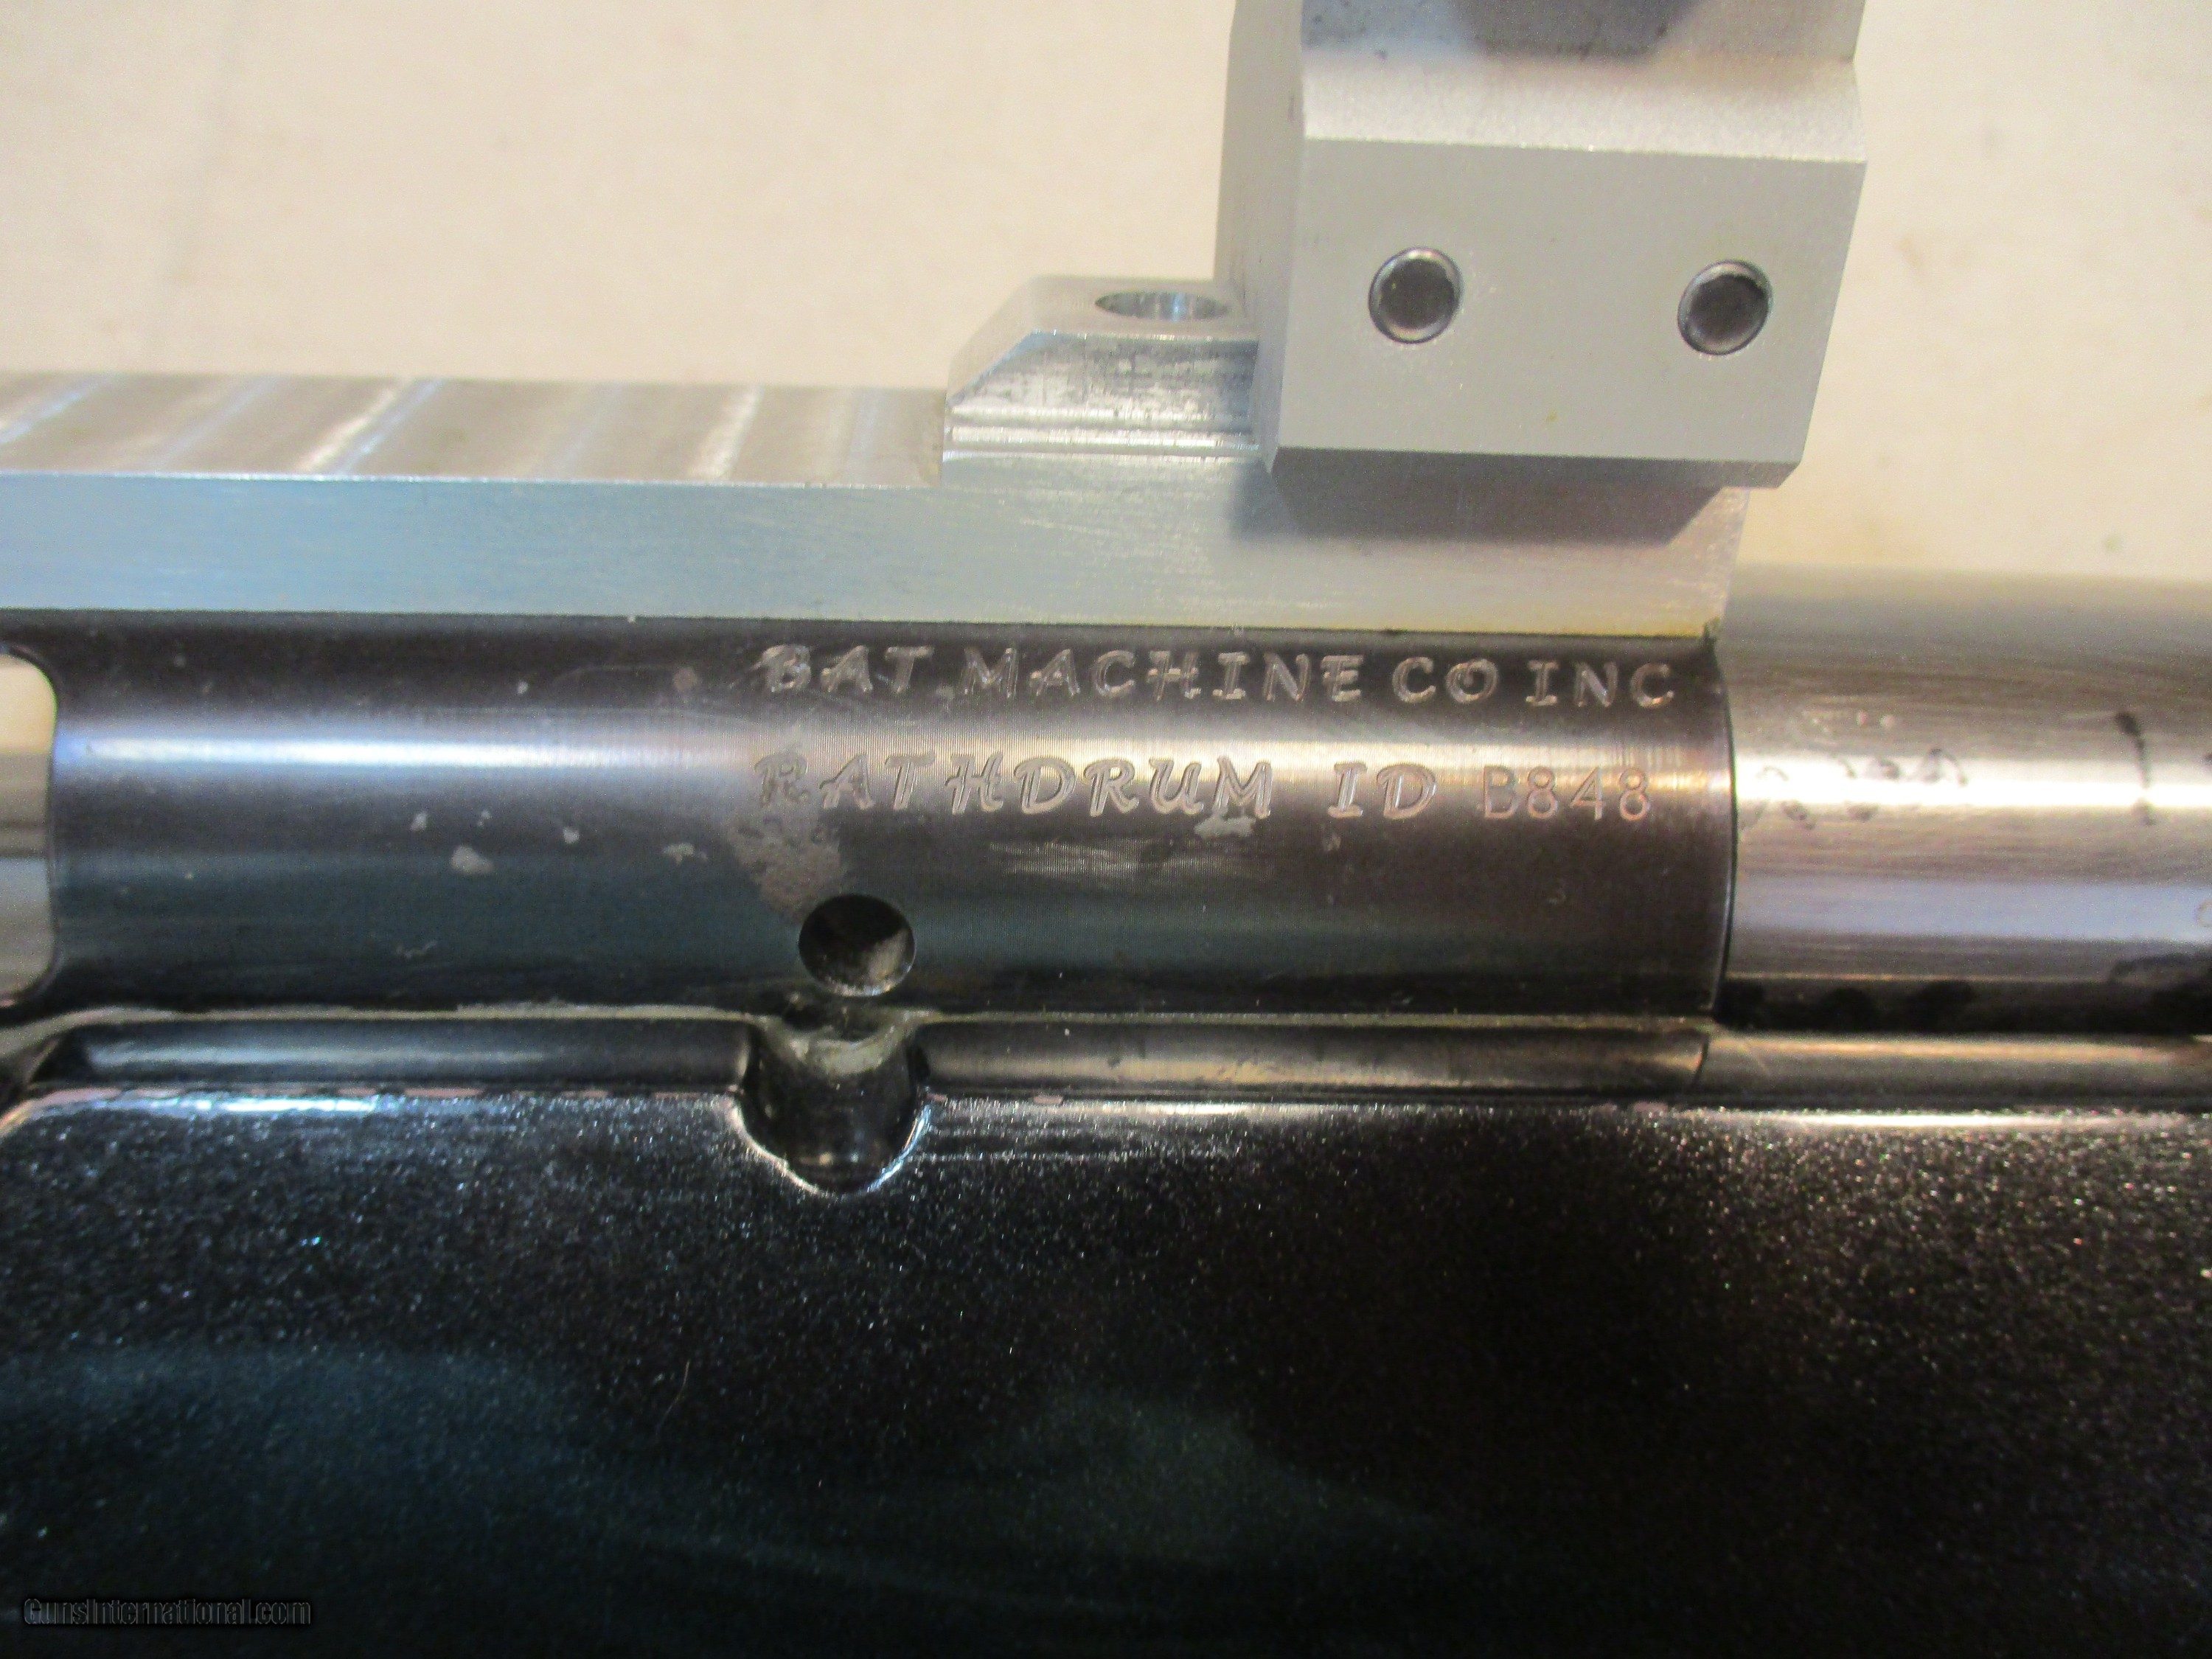 BAT MACHINE CO INC
RATHDRUM ID B848
GunsInternational.com